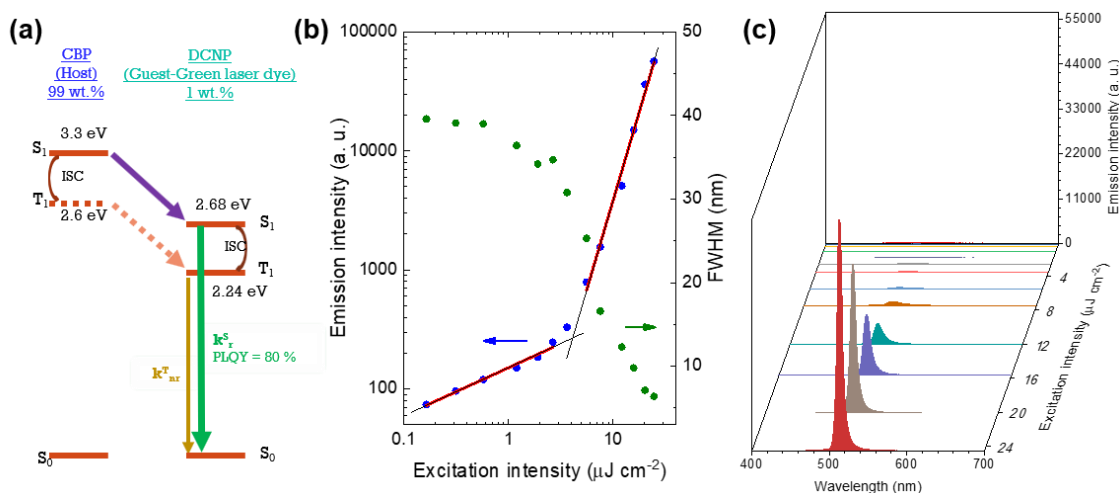 (a)
CBP
(Host)
99 wt.%
DCNP
(Guest-Green laser dye)
1 wt.%
3.3 eV
S1
ISC
T1
2.6 eV
2.68 eV
S1
ISC
T1
2.24 eV
kSr
PLQY = 80 %
kTnr
S0
S0
(b)
100000
10000
1000
100
Emission intensity (a. u.)
0.1
1
10
Excitation intensity (μJ cm-2)
50
40
30
20
10
FWHM (nm)
(c)
55000
44000
33000
22000
11000
0
Emission intensity (a. u.)
4
8
12
16
20
24
Excitation intensity (μJ cm-2)
400
500
600
700
Wavelength (nm)